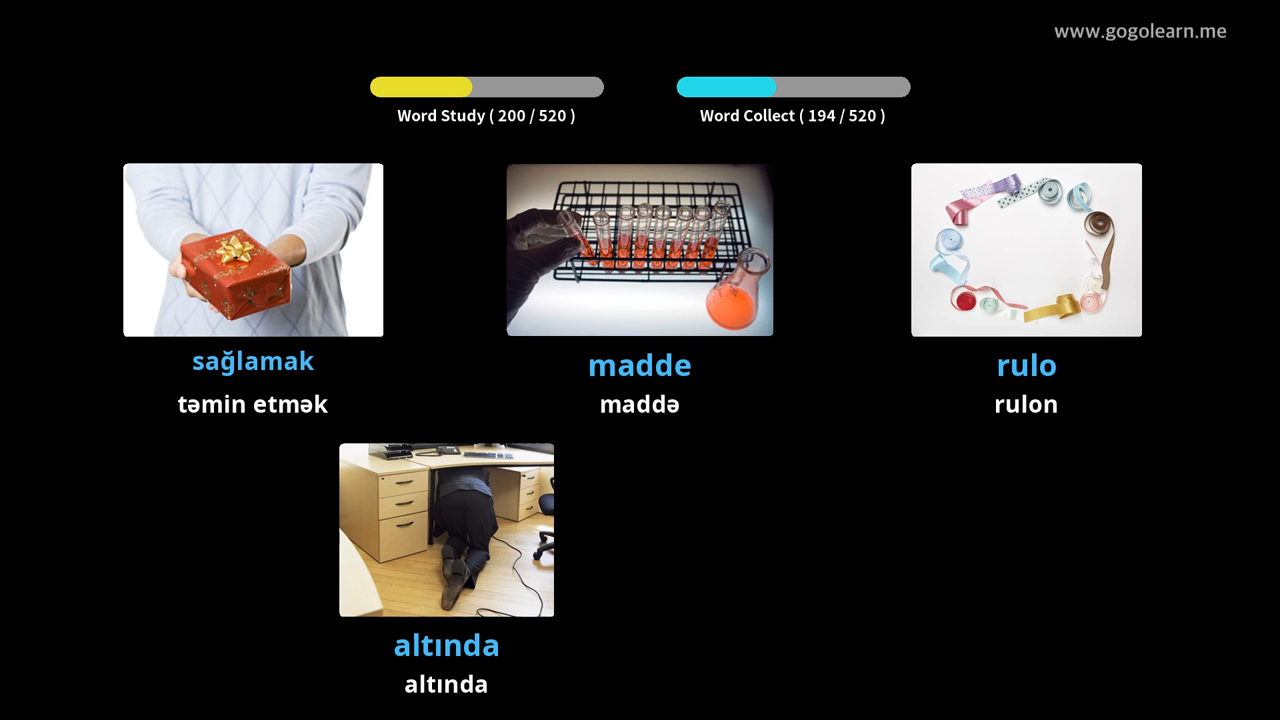 www.gogolearn.me
Word Study ( 200 / 520 )
Word Collect ( 194 / 520 )
sağlamak
təmin etmək
madde
maddə
rulo
rulon
altında
altında